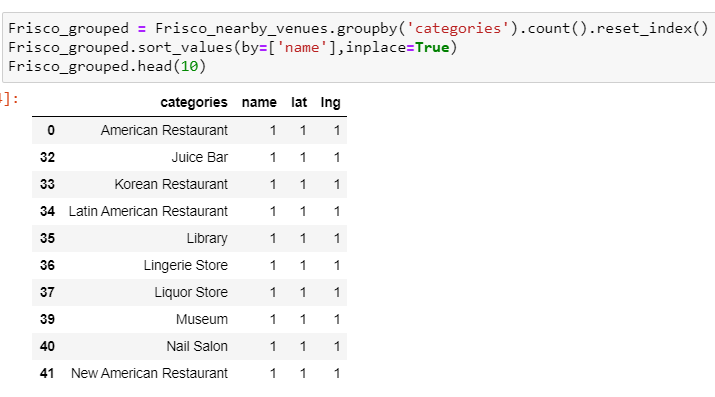 Frisco_grouped = Frisco_nearby_venues.groupby('categories').count().reset_index()
Frisco_grouped.sort_values(by=['name'],inplace=True)
Frisco_grouped.head(10)
]:
categories name lat lng
0 American Restaurant 1 1 1
32 Juice Bar 1 1 1
33 Korean Restaurant 1 1 1
34 Latin American Restaurant 1 1 1
35 Library 1 1 1
36 Lingerie Store 1 1 1
37 Liquor Store 1 1 1
39 Museum 1 1 1
40 Nail Salon 1 1 1
41 New American Restaurant 1 1 1